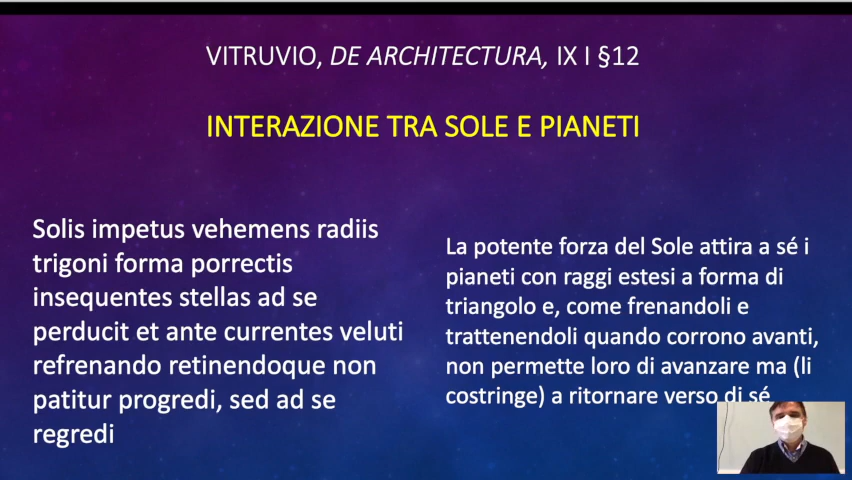 VITRUVIO, DE ARCHITECTURA, IX I §12
INTERAZIONE TRA SOLE E PIANETI
Solis impetus vehemens radiis
trigoni forma porrectis
insequentes stellas ad se
perducit et ante currentes veluti
refrenando retinendoque non
patitur progredi, sed ad se
regredi
La potente forza del Sole attira a sé i
pianeti con raggi estesi a forma di
triangolo e, come frenandoli e
trattenendoli quando corrono avanti,
non permette loro di avanzare ma (li
costringe) a ritornare verso di sé